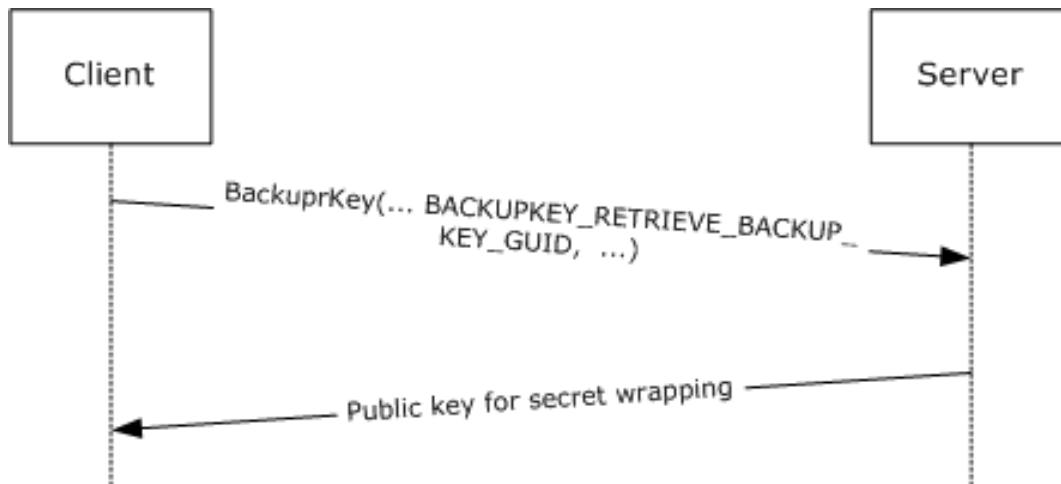 Client
Server
BackuprKey(... BACKUPKEY_RETRIEVE_BACKUP_
KEY_GUID, ...)
Public key for secret wrapping